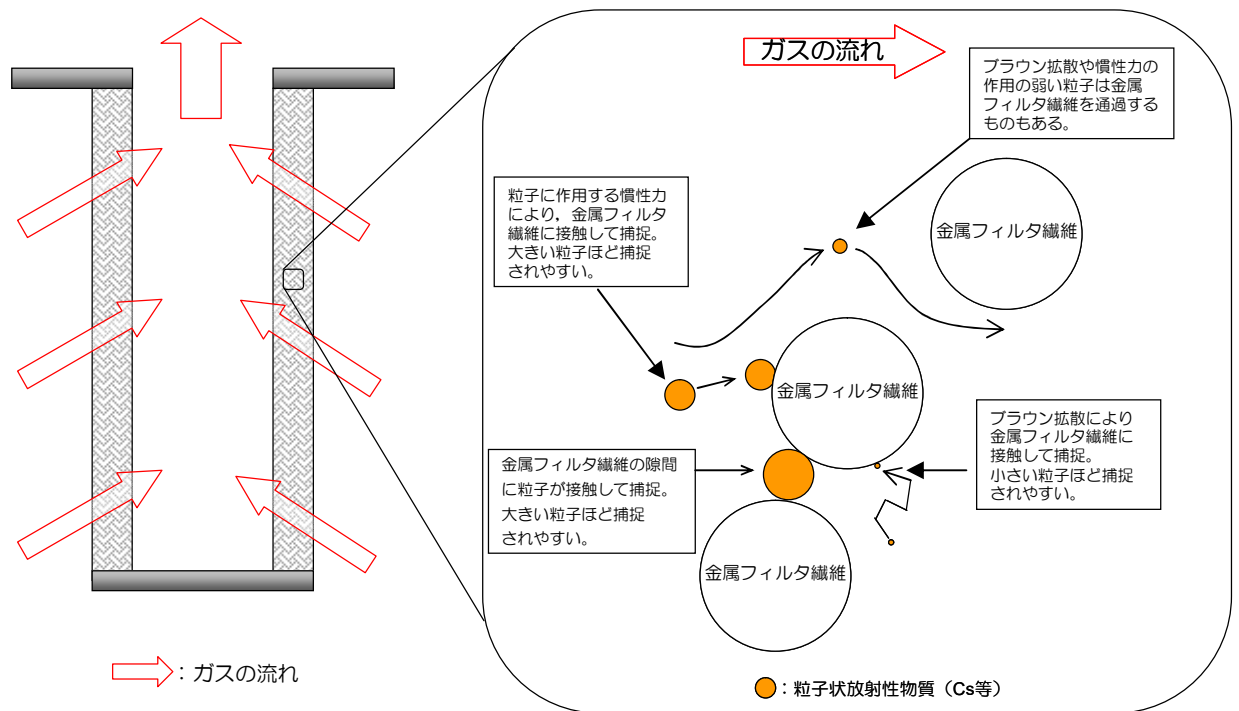 ガスの流れ
ブラウン拡散や慣性力の
作用の弱い粒子は金属
フィルタ繊維を通過する
ものもある。
粒子に作用する慣性力
により，金属フィルタ
繊維に接触して捕捉。
大きい粒子ほど捕捉
されやすい。
金属フィルタ繊維
金属フィルタ繊維
ブラウン拡散により
金属フィルタ繊維に
接触して捕捉。
小さい粒子ほど捕捉
されやすい。
金属フィルタ繊維の隙間
に粒子が接触して捕捉。
大きい粒子ほど捕捉
されやすい。
金属フィルタ繊維
：ガスの流れ
：粒子状放射性物質（Cs等）